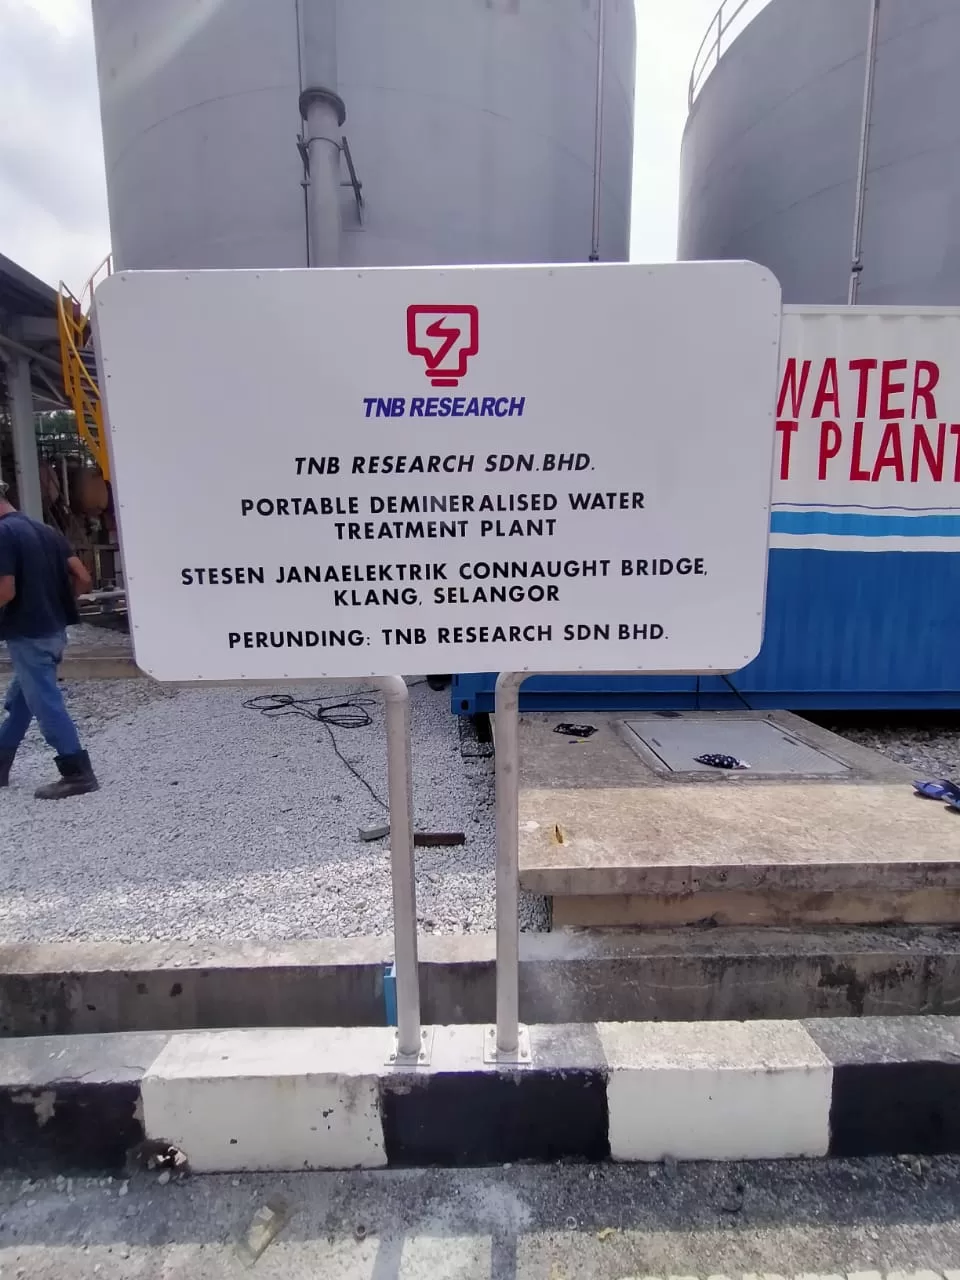 TNB RESEARCH
TNB RESEARCH SDN.BHD.
PORTABLE DEMINERALISED WATER
TREATMENT PLANT
STESEN JANAELEKTRIK CONNAUGHT BRIDGE,
KLANG, SELANGOR
PERUNDING: TNB RESEARCH SDN BHD.
WATER
T PLANT